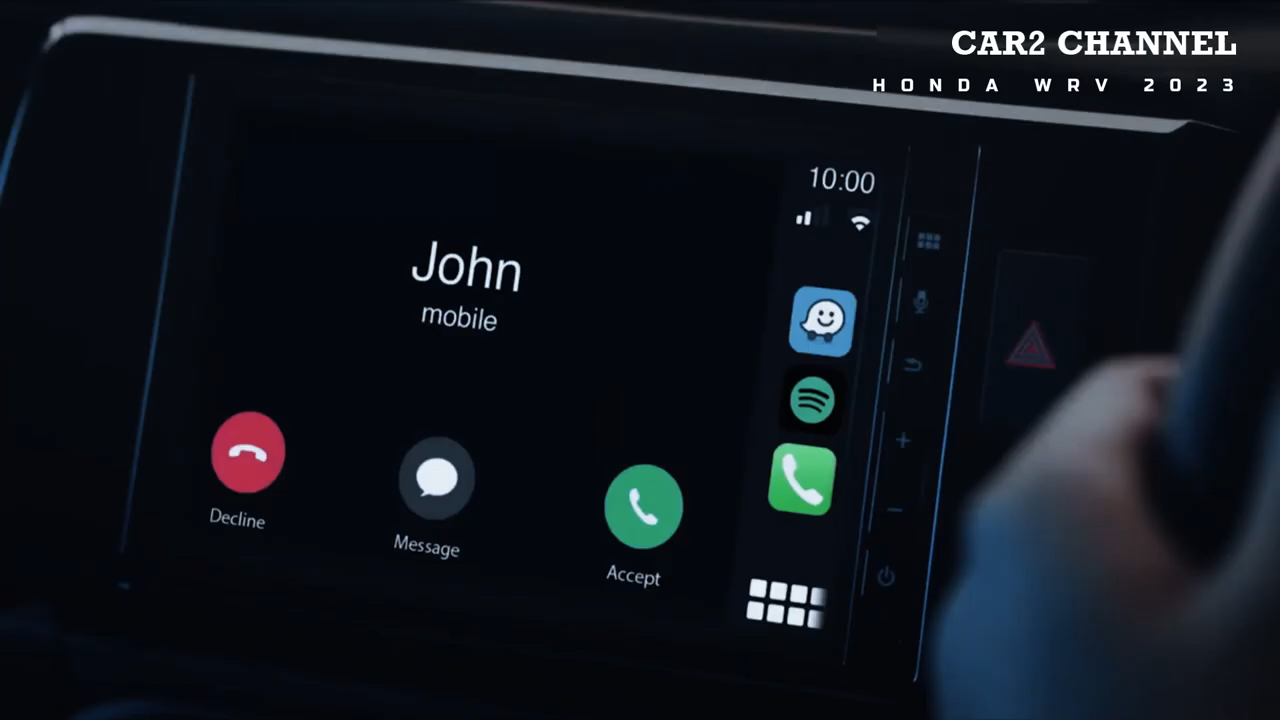 CAR2 CHANNEL
HONDA WRV 2023
10:00
John
mobile
Decline
Message
Accept